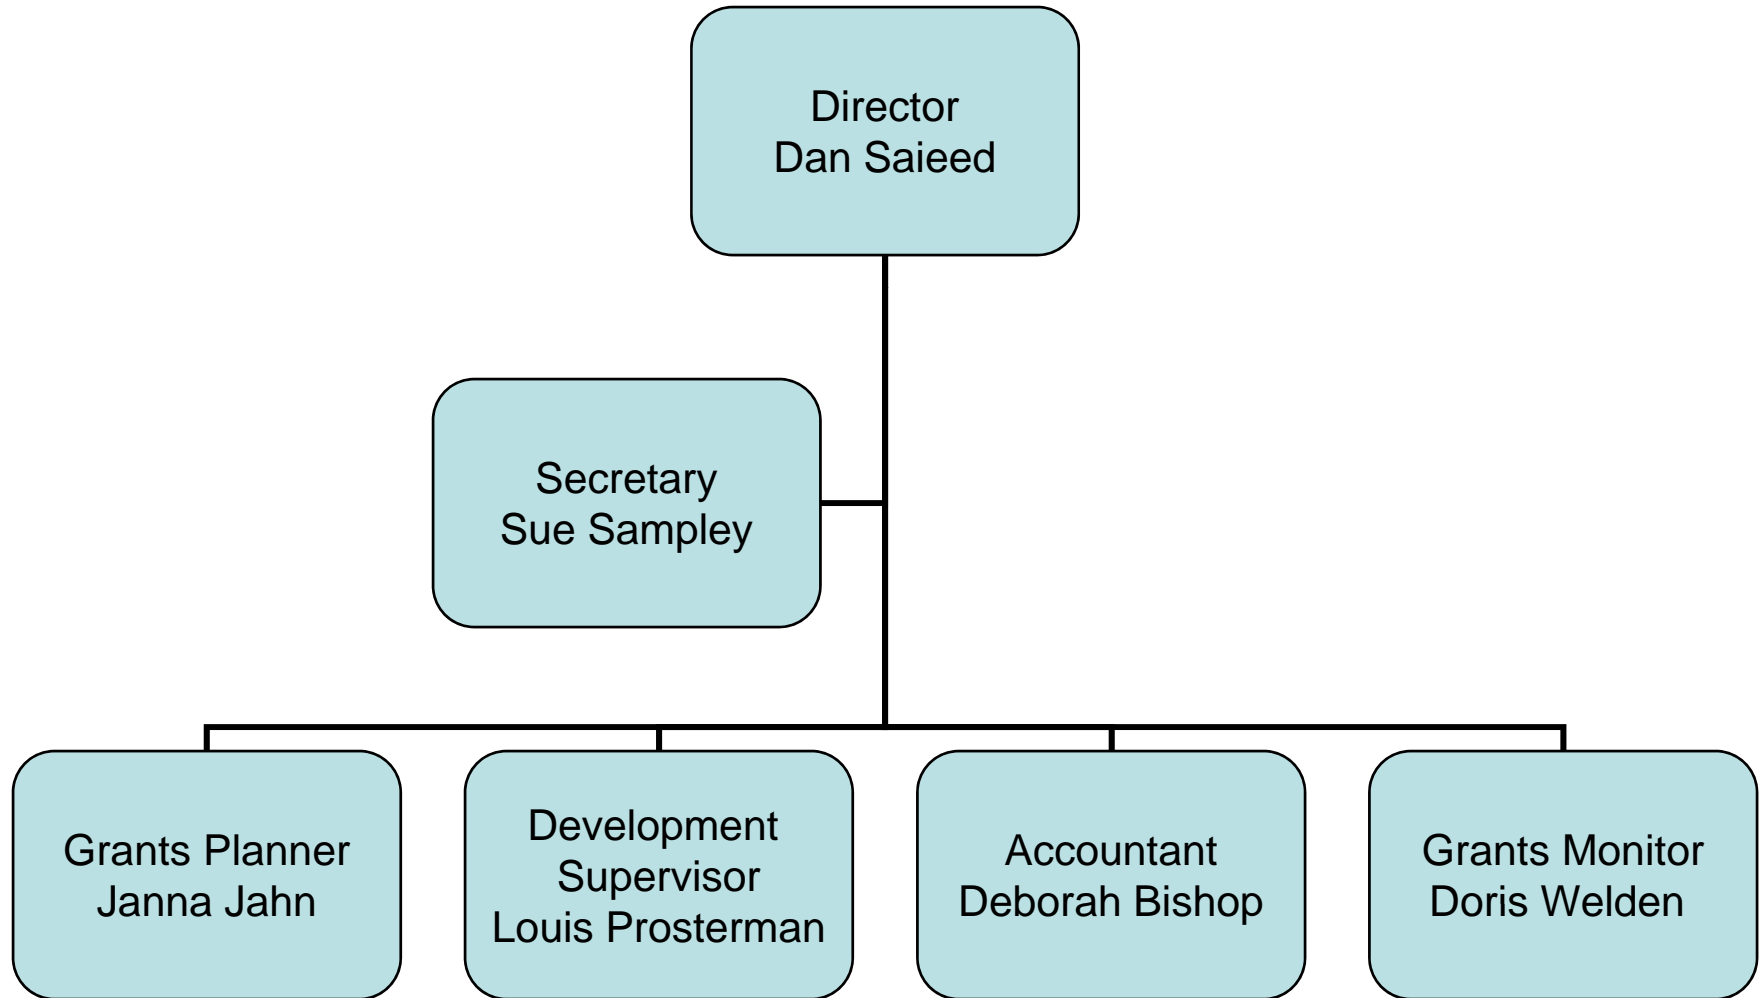 Director
Dan Saieed
Secretary
Sue Sampley
Grants Planner
Janna Jahn
Development
Supervisor
Louis Prosterman
Accountant
Deborah Bishop
Grants Monitor
Doris Welden